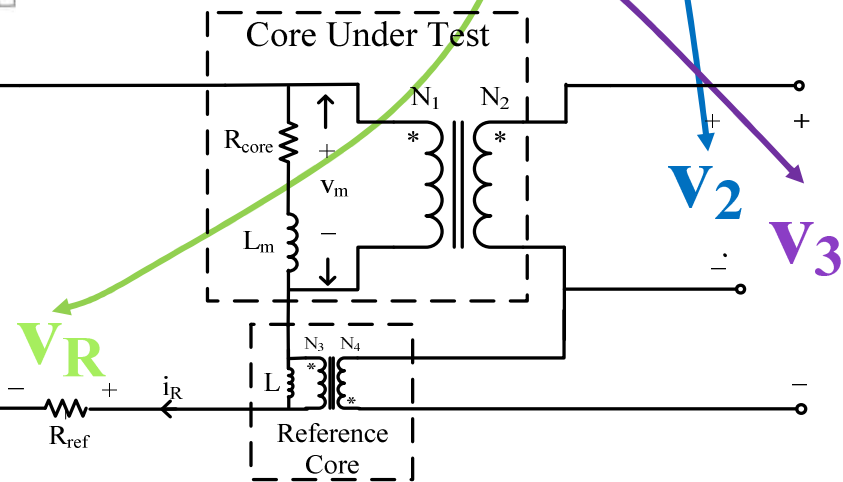 Core Under Test
N1 N2
* *
+ +
Rcore
+
vm
−
Lm
v2
v3
−
vR
N3 N4
*
L
*
− + iR
−
Rref
Reference
Core